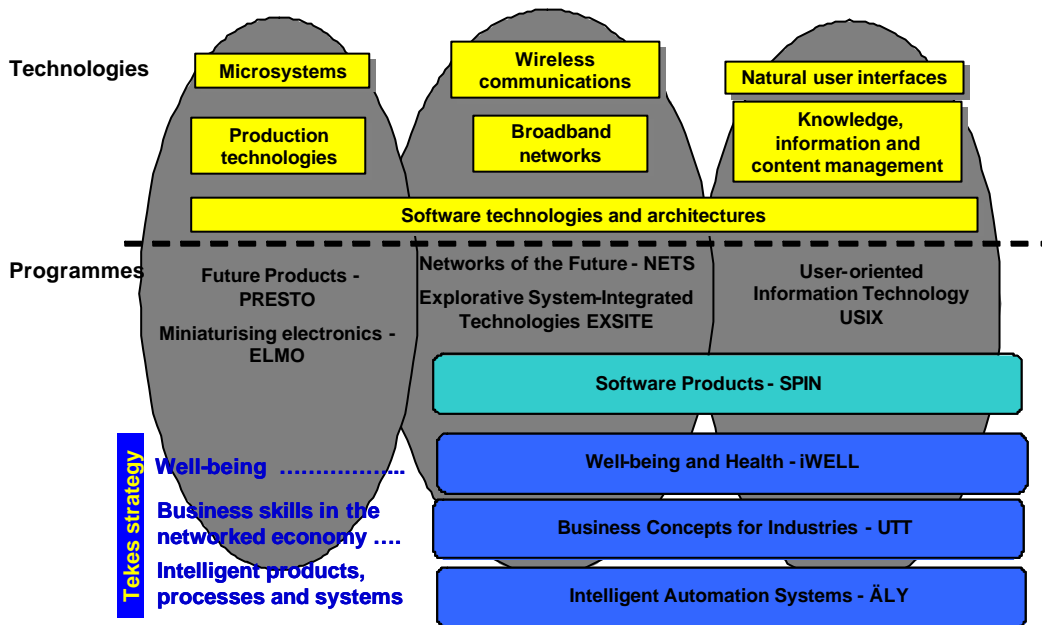 Technologies
Microsystems
Wireless
communications
Natural user interfaces
Production
technologies
Broadband
networks
Knowledge,
information and
content management
Software technologies and architectures
Programmes
Future Products -
PRESTO
Miniaturising electronics -
ELMO
Networks of the Future - NETS
Explorative System-Integrated
Technologies EXSITE
User-oriented
Information Technology
USIX
Software Products - SPIN
Tekes strategy
Well-being ………………...
Well-being and Health - iWELL
Business skills in the
networked economy ….
Business Concepts for Industries - UTT
Intelligent products,
processes and systems
Intelligent Automation Systems - ÄLY